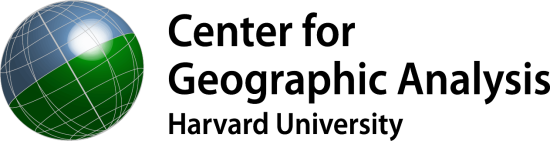 Center for
Geographic Analysis
Harvard University